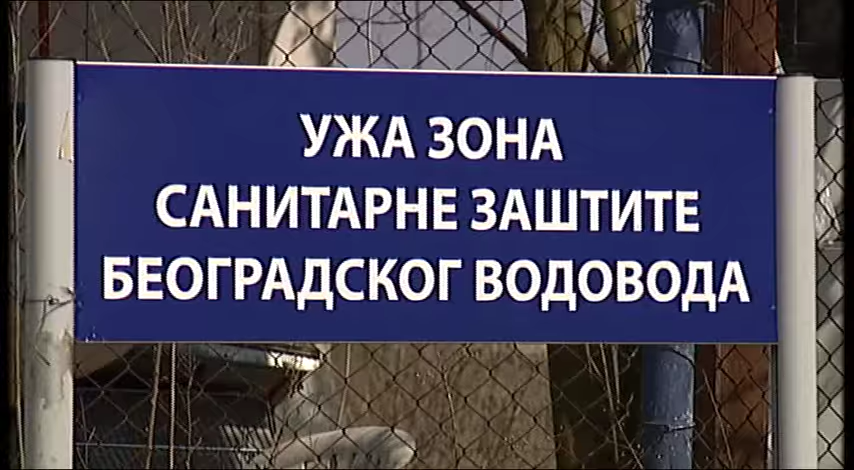 УЖА ЗОНА
САНИТАРНЕ ЗАШТИТЕ
БЕОГРАДСКОГ ВОДОВОДА